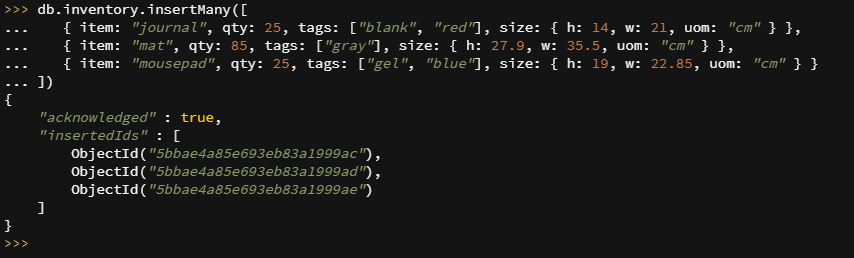 >>> db.inventory.insertMany([
...    { item: "journal", qty: 25, tags: ["blank", "red"], size: { h: 14, w: 21, uom: "cm" } },
...    { item: "mat", qty: 85, tags: ["gray"], size: { h: 27.9, w: 35.5, uom: "cm" } },
...    { item: "mousepad", qty: 25, tags: ["gel", "blue"], size: { h: 19, w: 22.85, uom: "cm" } }
... ])
{
    "acknowledged" : true,
    "insertedIds" : [
        ObjectId("5bbae4a85e693eb83a1999ac"),
        ObjectId("5bbae4a85e693eb83a1999ad"),
        ObjectId("5bbae4a85e693eb83a1999ae")
    ]
}
>>>